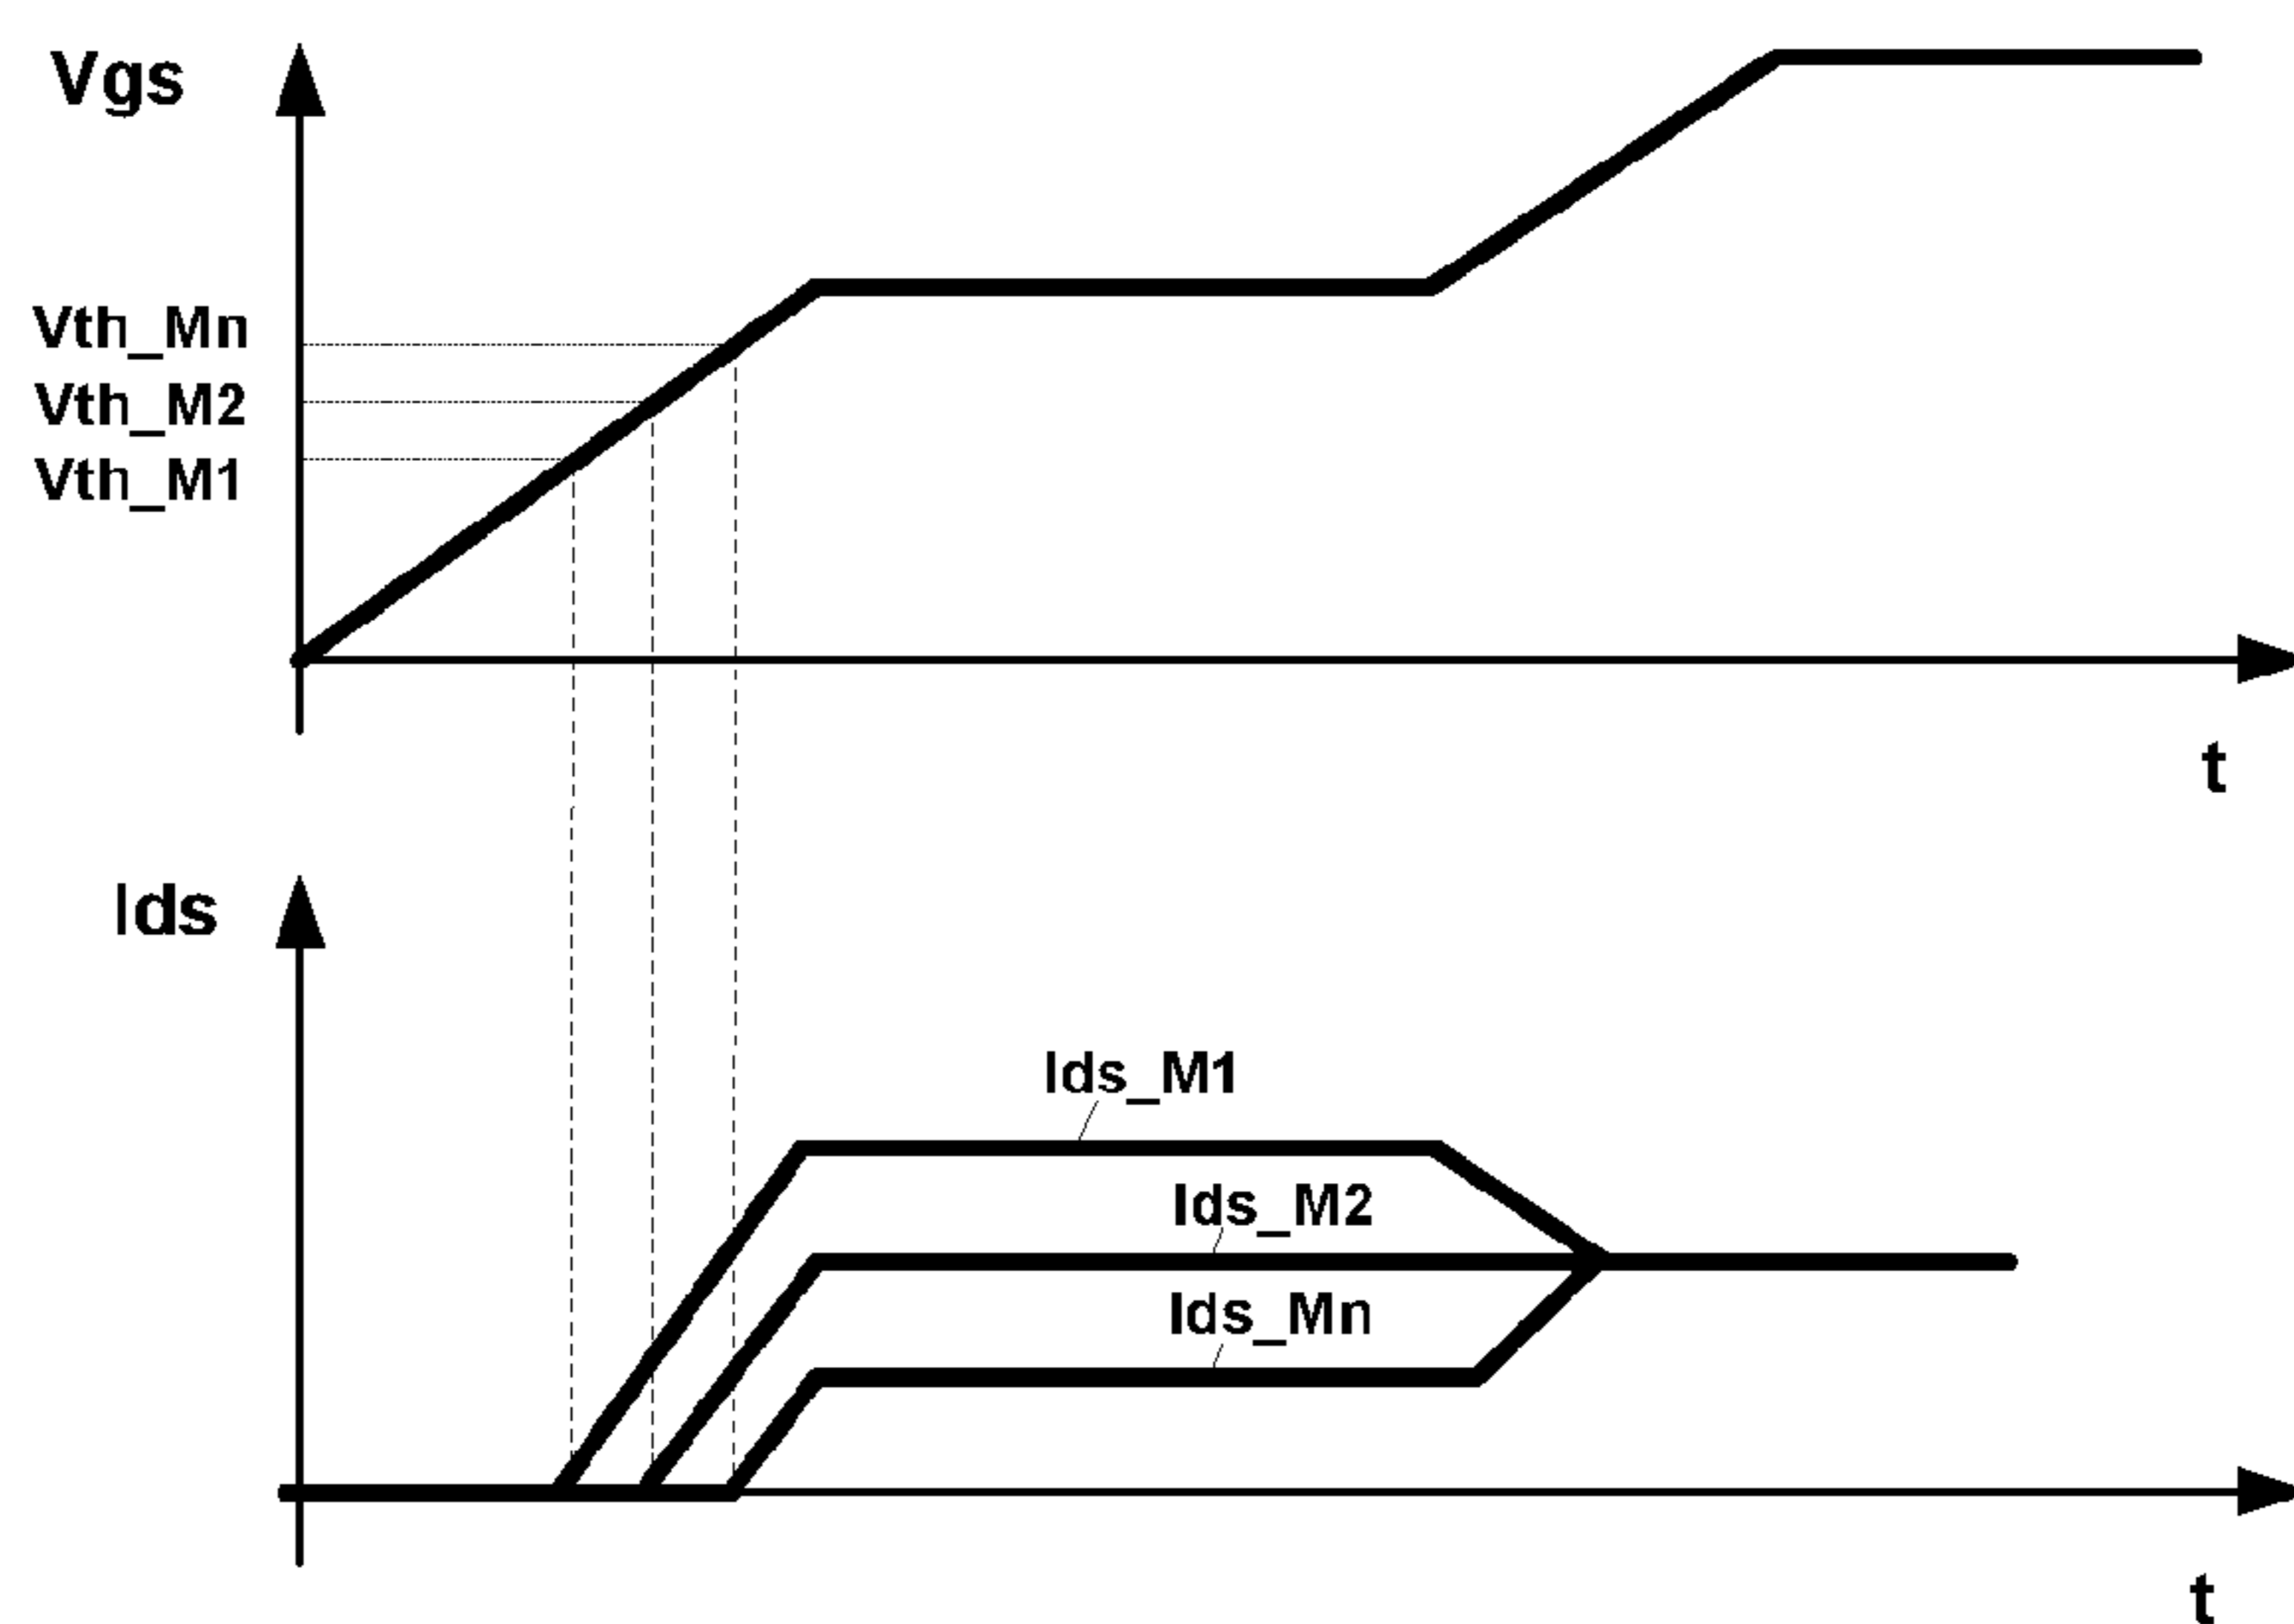 Vgs
Vth_Mn
Vth_M2
Vth_M1
t
Ids
Ids_M1
Ids_M2
Ids_Mn
t